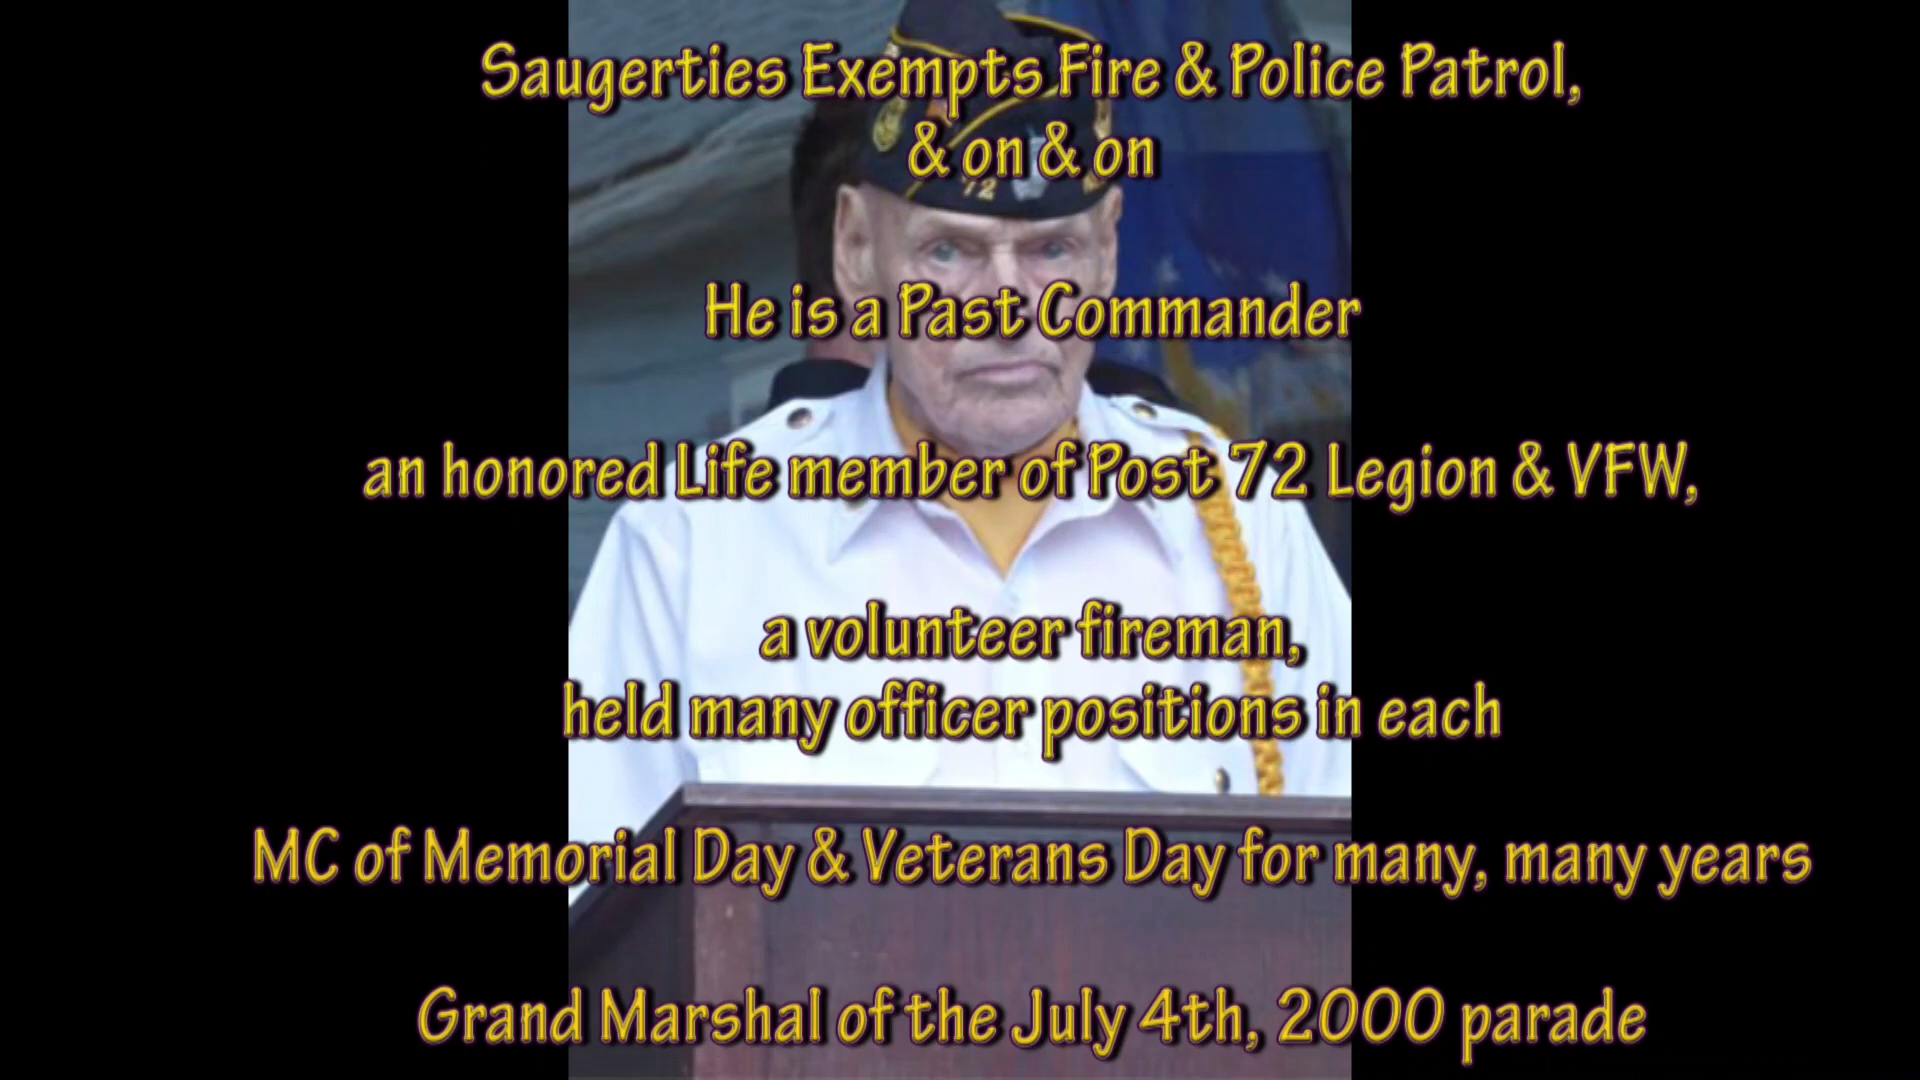 Saugerties Exempts Fire & Police Patrol,
& on & on
72
He is a Past Commander
an honored Life member of Post 72 Legion & VFW,
a volunteer fireman,
held many officer positions in each
MC of Memorial Day & Veterans Day for many, many years
Grand Marshal of the July 4th, 2000 parade